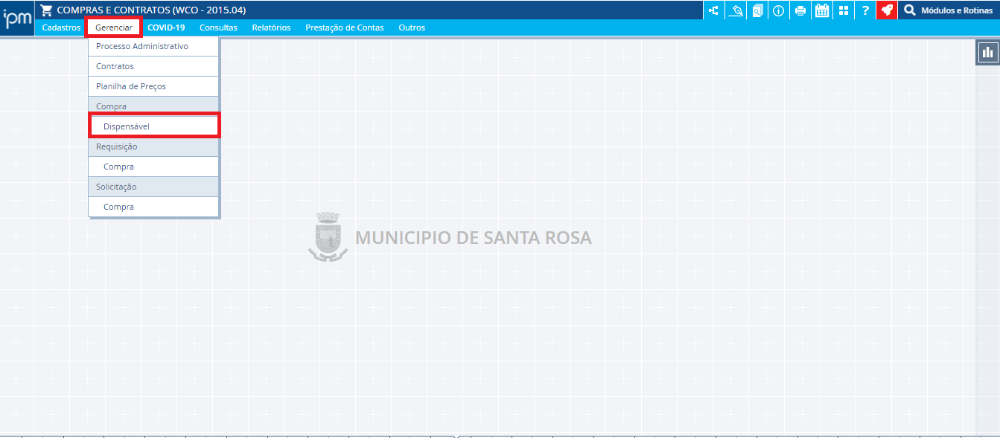 ipm
COMPRAS E CONTRATOS (WCO - 2015.04)
? Módulos e Rotinas
Cadastros Gerenciar COVID-19 Consultas Relatórios Prestação de Contas Outros
Processo Administrativo
Contratos
Planilha de Preços
Compra
Dispensável
Requisição
Compra
Solicitação
Compra
MUNICIPIO DE SANTA ROSA